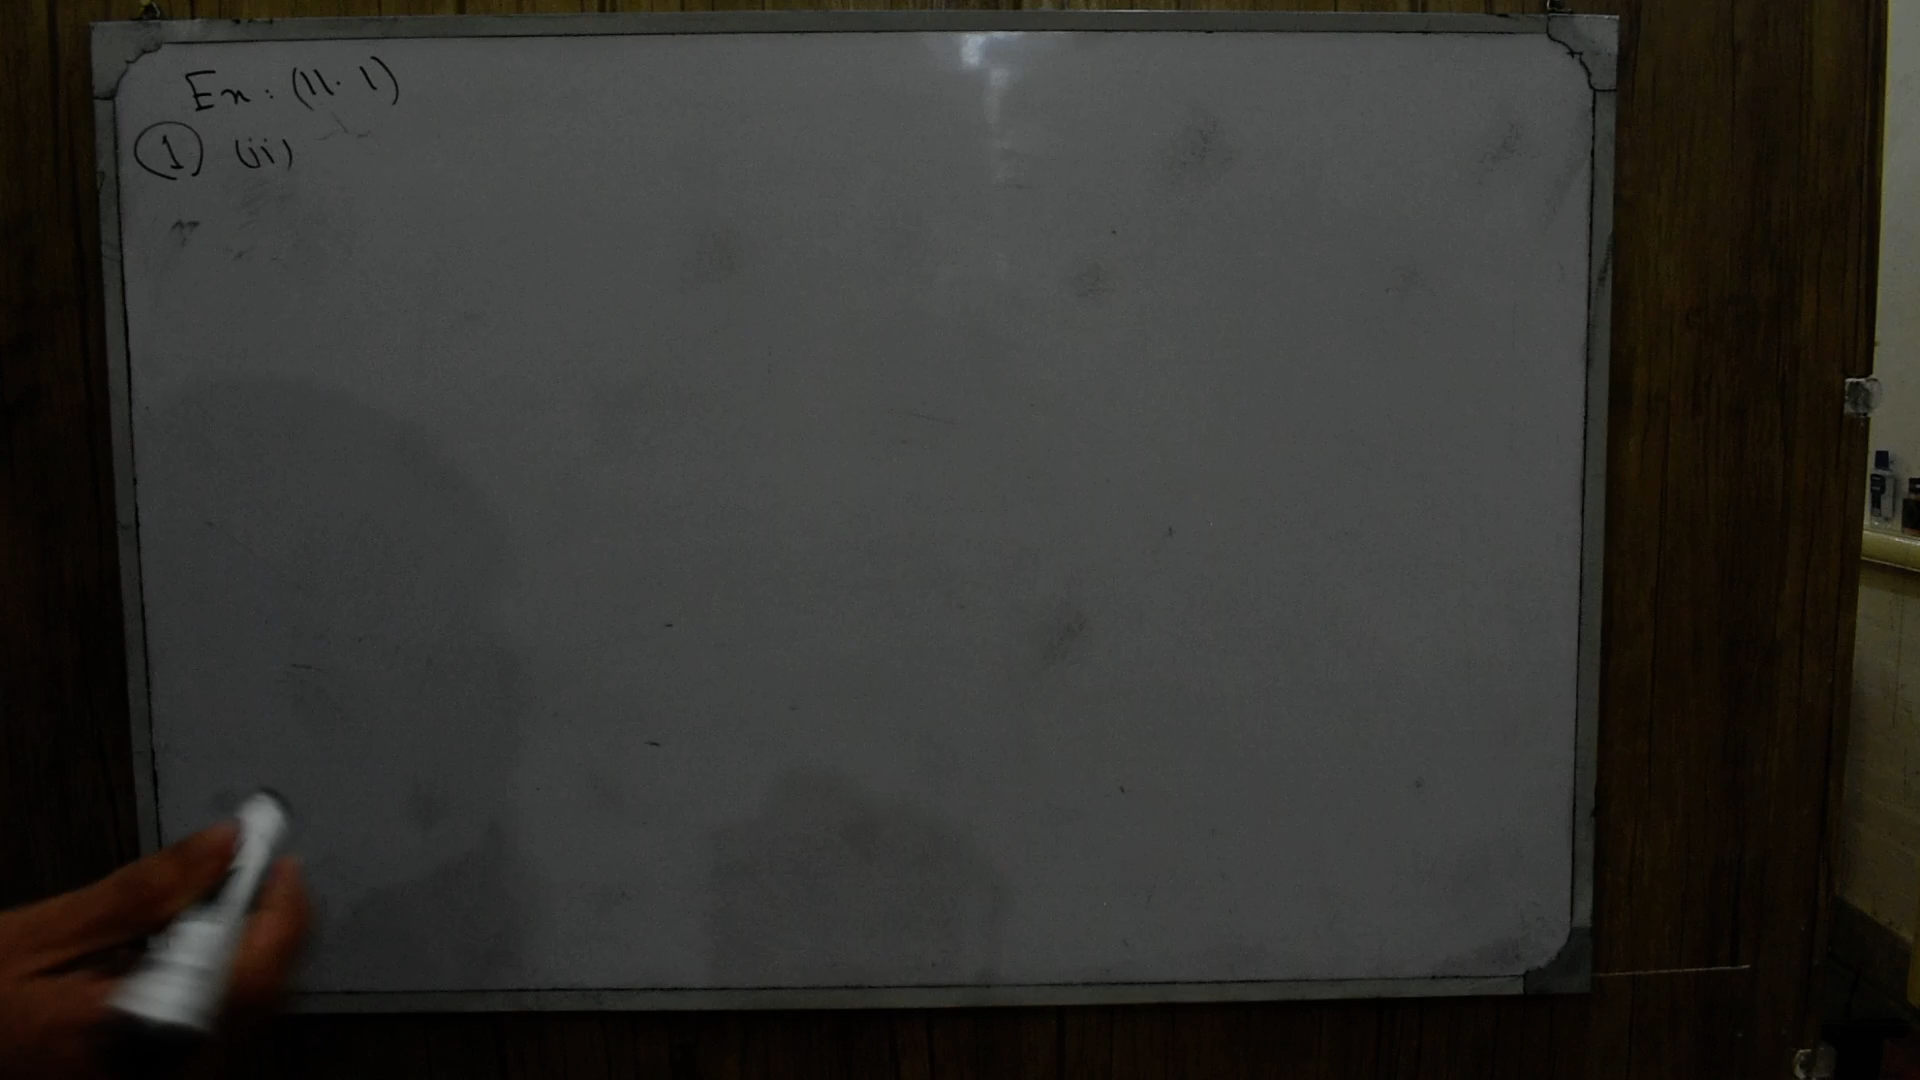 Ex: (11.1)
① (ii)